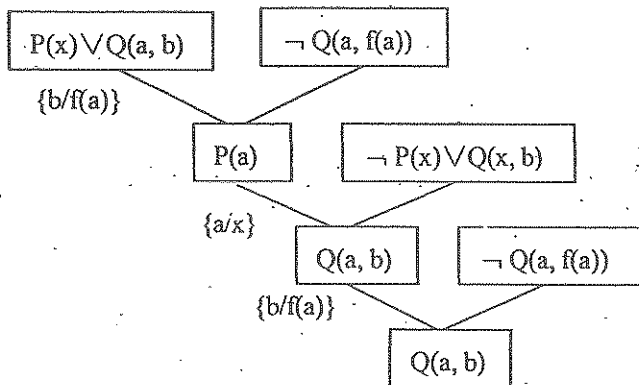 P(x)∨Q(a, b)
¬ Q(a, f(a))
{b/f(a)}
P(a)
¬ P(x)∨Q(x, b)
{a/x}
Q(a, b)
¬ Q(a, f(a))
{b/f(a)}
Q(a, b)